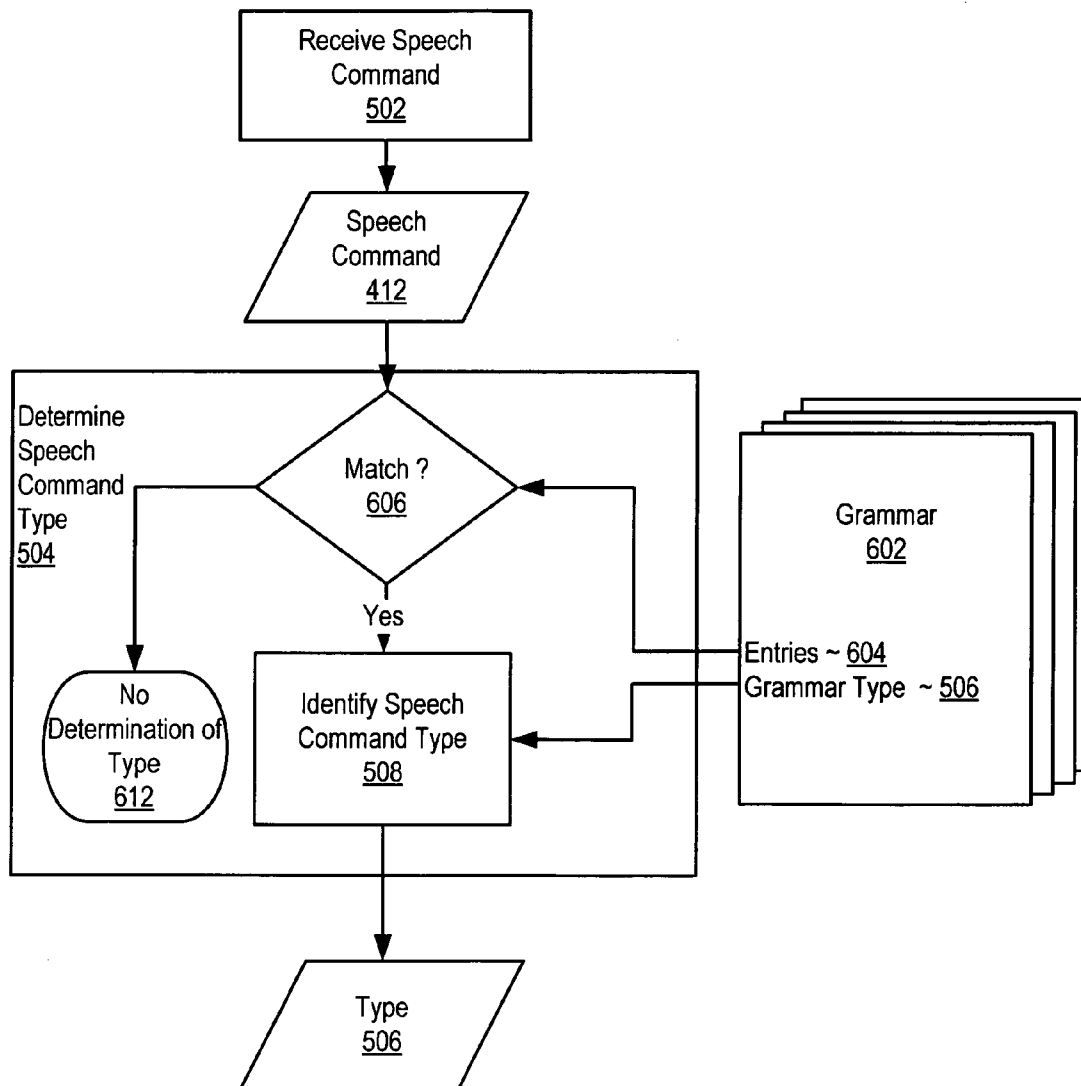 Receive Speech
Command
502
Speech
Command
412
Determine
Speech
Command
Type
504
Match ?
606
Yes
No
Determination of
Type
612
Identify Speech
Command Type
508
Grammar
602
Entries ~ 604
Grammar Type ~ 506
Type
506